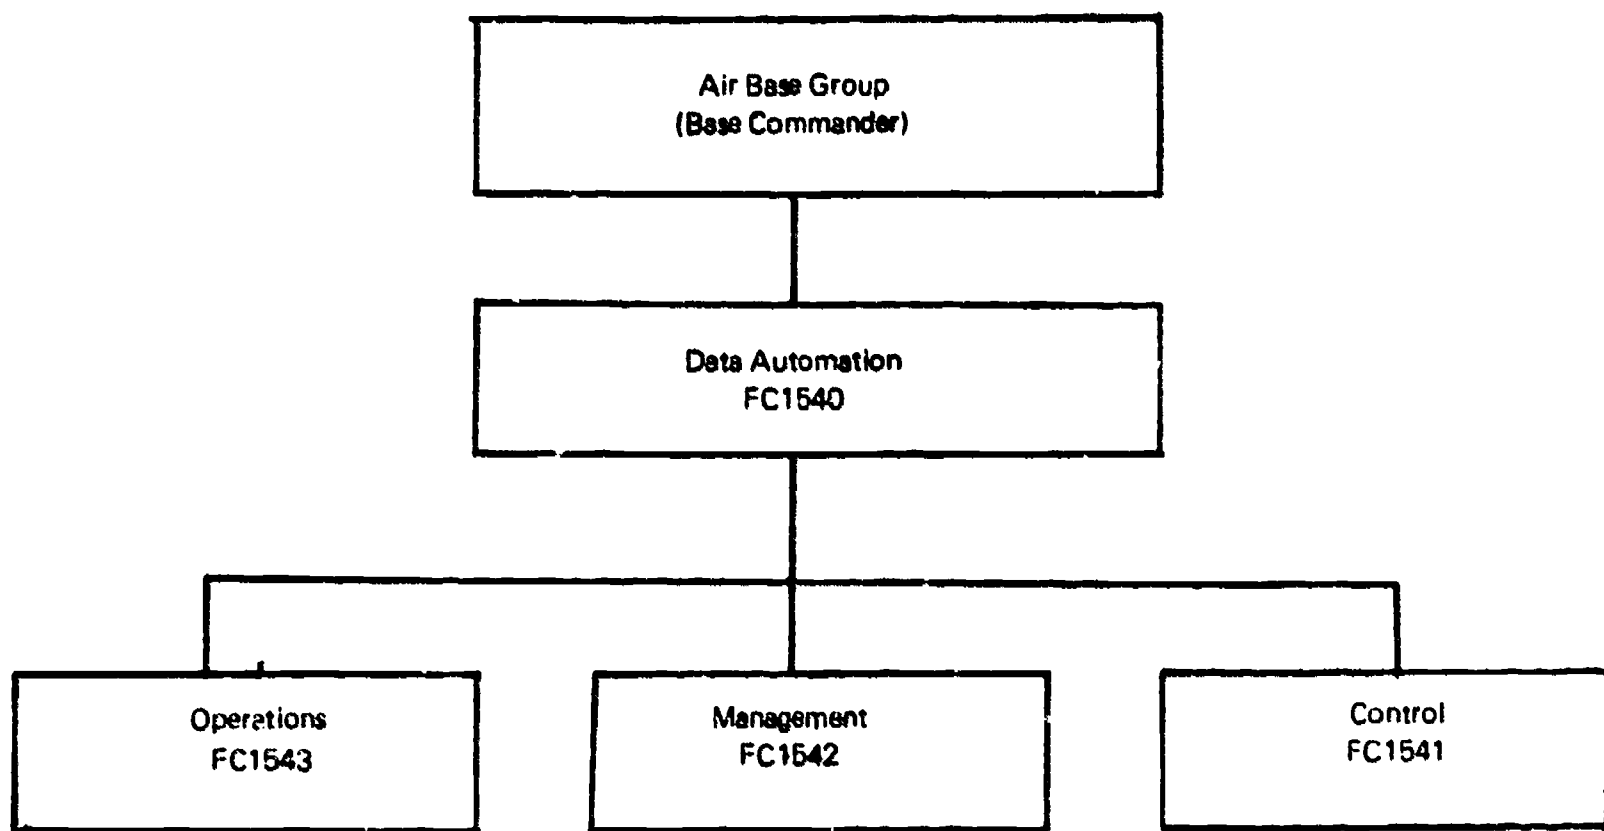 Air Base Group
(Base Commander)
Data Automation
FC1540
Operations
FC1543
Management
FC1542
Control
FC1541